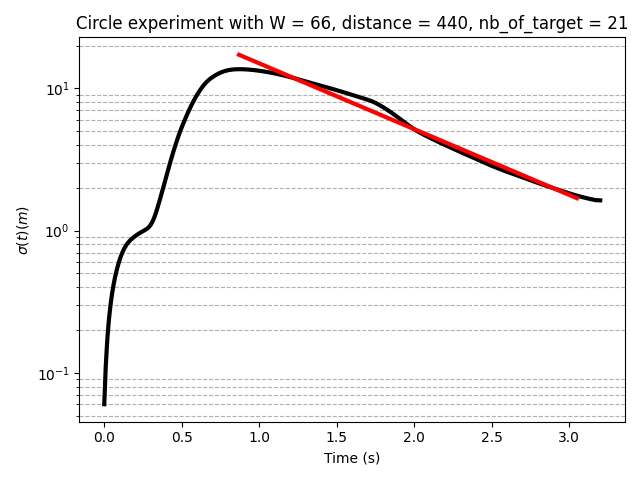 Circle experiment with W = 66, distance = 440, nb_of_target = 21
σ(t)(m)
10¹
10⁰
10⁻¹
0.0 0.5 1.0 1.5 2.0 2.5 3.0
Time (s)